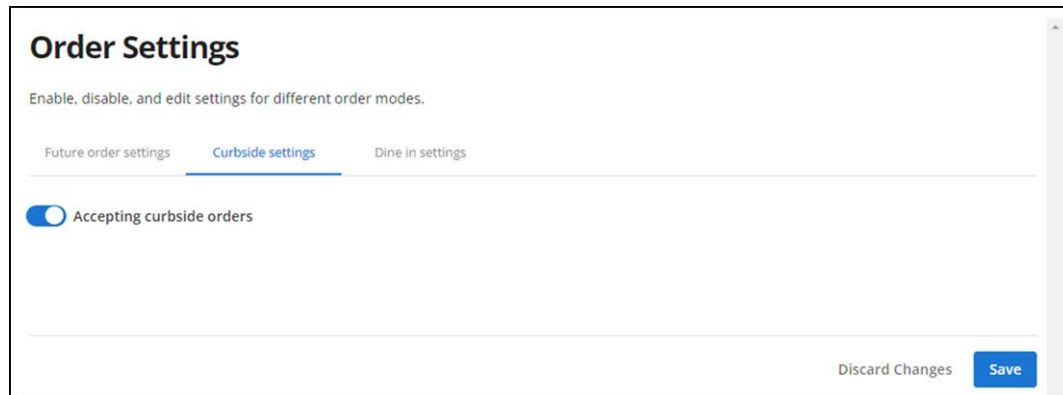 Order Settings
Enable, disable, and edit settings for different order modes.
Future order settings Curbside settings Dine in settings
Accepting curbside orders
Discard Changes Save